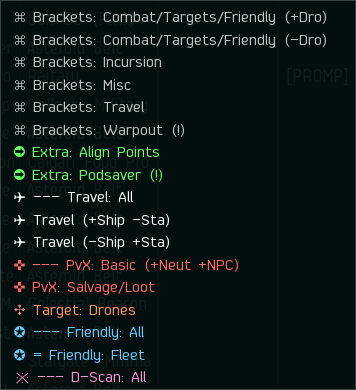 ⌘ Brackets: Combat/Targets/Friendly (+Dro)
⌘ Brackets: Combat/Targets/Friendly (−Dro)
⌘ Brackets: Incursion
⌘ Brackets: Misc
⌘ Brackets: Travel
⌘ Brackets: Warpout (!)
Extra: Align Points
Extra: Podsaver (!)
✈ --- Travel: All
✈ Travel (+Ship −Sta)
✈ Travel (−Ship +Sta)
✜ --- PvX: Basic (+Neut +NPC)
✜ PvX: Salvage/Loot
Target: Drones
✪ --- Friendly: All
✪ = Friendly: Fleet
--- D-Scan: All
[PROMP]